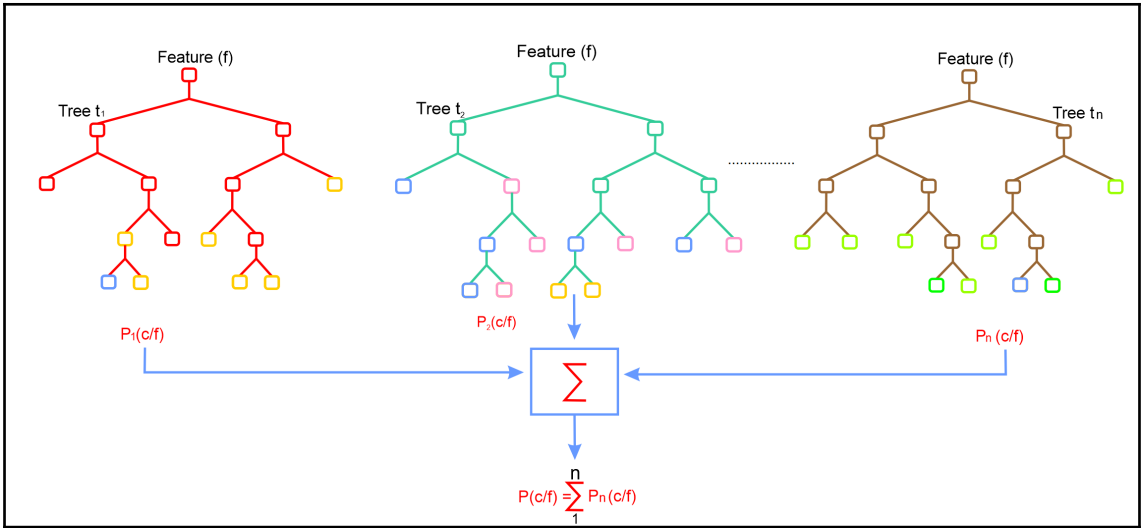 Feature (f)
Feature (f)
Feature (f)
Tree t1
Tree t2
Tree tn
.................
P1(c/f)
P2(c/f)
Pn (c/f)
∑
n
P(c/f) =∑ Pn (c/f)
1